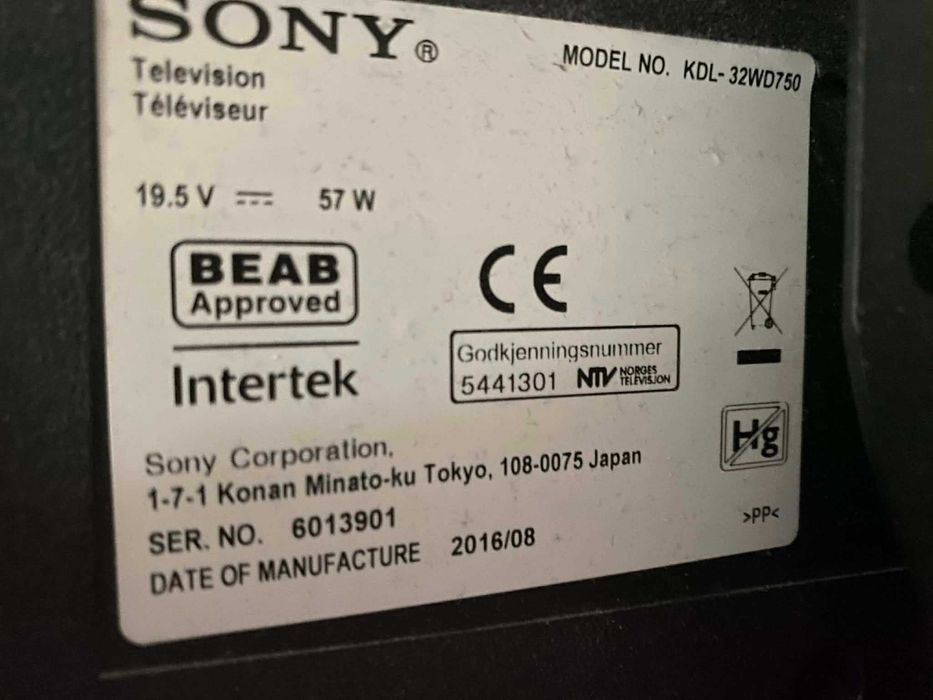 SONY®
MODEL NO. KDL-32WD750
Television
Téléviseur
19.5 V 57 W
BEAB
Approved
CE
Intertek
Godkjenningsnummer
5441301 NTV NORGES TELEVISJON
Hg
Sony Corporation,
1-7-1 Konan Minato-ku Tokyo, 108-0075 Japan
>PP<
SER. NO. 6013901
DATE OF MANUFACTURE 2016/08